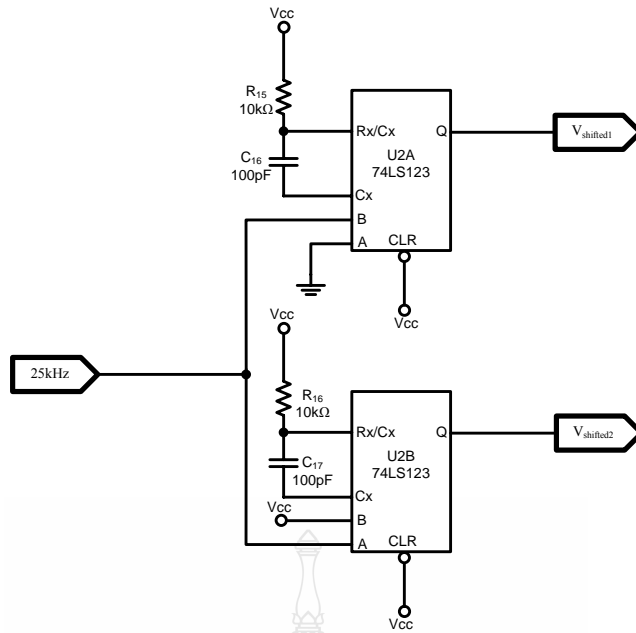 Vcc
R15
10kΩ
C16
100pF
Rx/Cx
Q
U2A
74LS123
Cx
B
A
CLR
Vcc
Vshifted1
25kHz
Vcc
R16
10kΩ
C17
100pF
Vcc
Rx/Cx
Q
U2B
74LS123
Cx
B
A
CLR
Vcc
Vshifted2